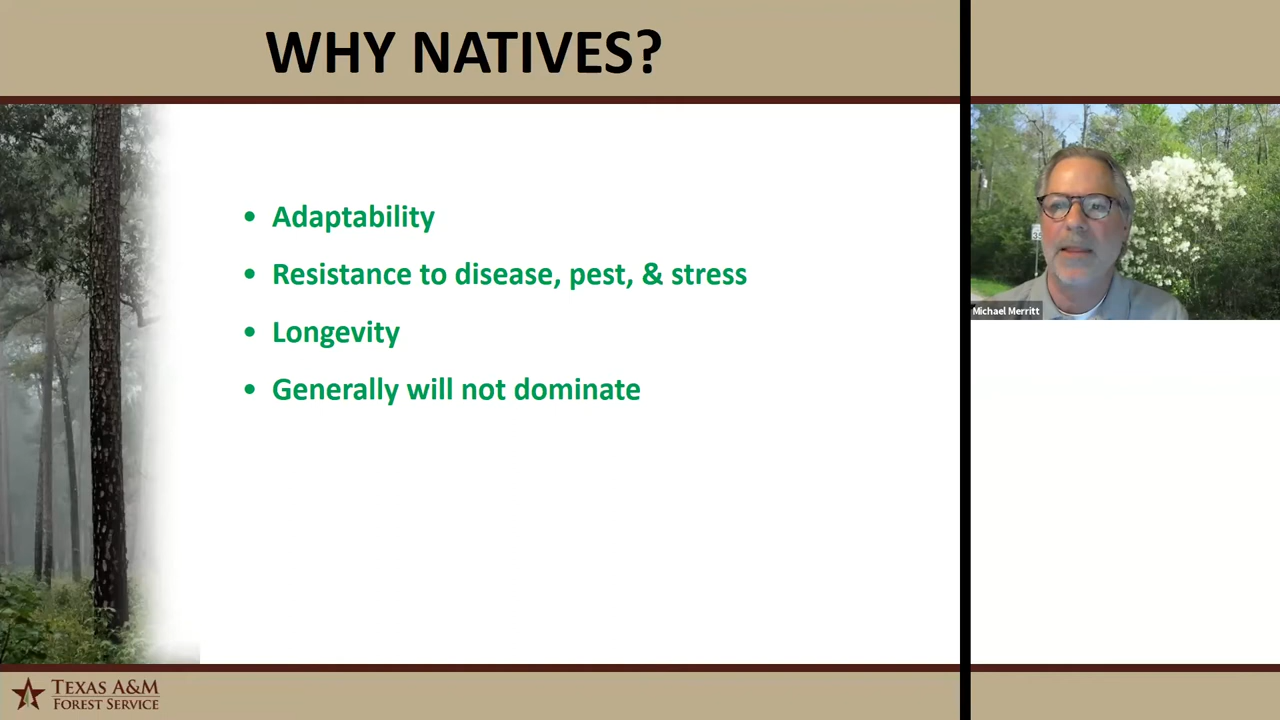 WHY NATIVES?
• Adaptability
• Resistance to disease, pest, & stress
• Longevity
• Generally will not dominate
Michael Merritt
TEXAS A&M
FOREST SERVICE